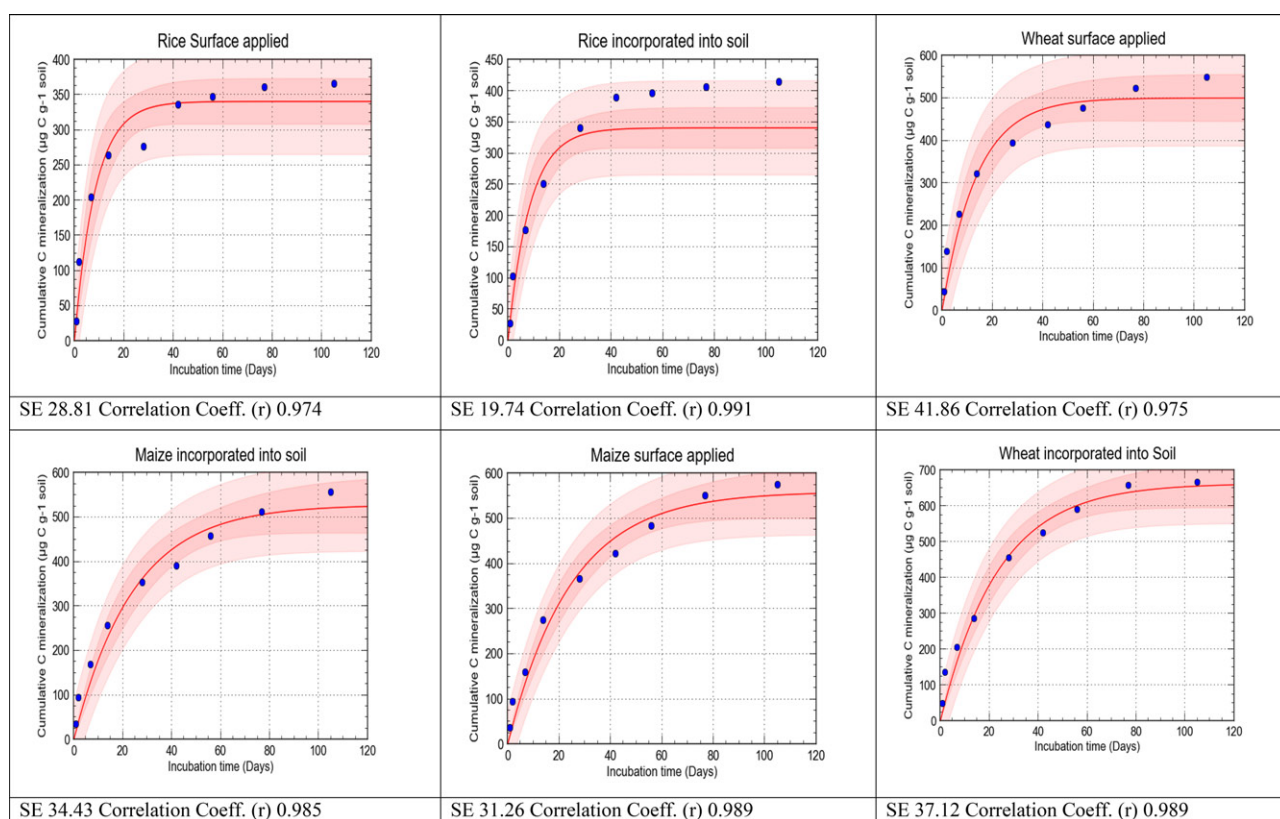 Rice Surface applied
Cumulative C mineralization (µg C g-1 soil)
400
350
300
250
200
150
100
50
0
0 20 40 60 80 100 120
Incubation time (Days)
SE 28.81 Correlation Coeff. (r) 0.974
Rice incorporated into soil
Cumulative C mineralization (µg C g-1 soil)
450
400
350
300
250
200
150
100
50
0
0 20 40 60 80 100 120
Incubation time (Days)
SE 19.74 Correlation Coeff. (r) 0.991
Wheat surface applied
Cumulative C mineralization (µg C g-1 soil)
600
500
400
300
200
100
0
0 20 40 60 80 100 120
Incubation time (Days)
SE 41.86 Correlation Coeff. (r) 0.975
Maize incorporated into soil
Cumulative C mineralization (µg C g-1 soil)
600
500
400
300
200
100
0
0 20 40 60 80 100 120
Incubation time (Days)
SE 34.43 Correlation Coeff. (r) 0.985
Maize surface applied
Cumulative C mineralization (µg C g-1 soil)
600
500
400
300
200
100
0
0 20 40 60 80 100 120
Incubation time (Days)
SE 31.26 Correlation Coeff. (r) 0.989
Wheat incorporated into Soil
Cumulative C mineralization (µg C g-1 soil)
700
600
500
400
300
200
100
0
0 20 40 60 80 100 120
Incubation time (Days)
SE 37.12 Correlation Coeff. (r) 0.989